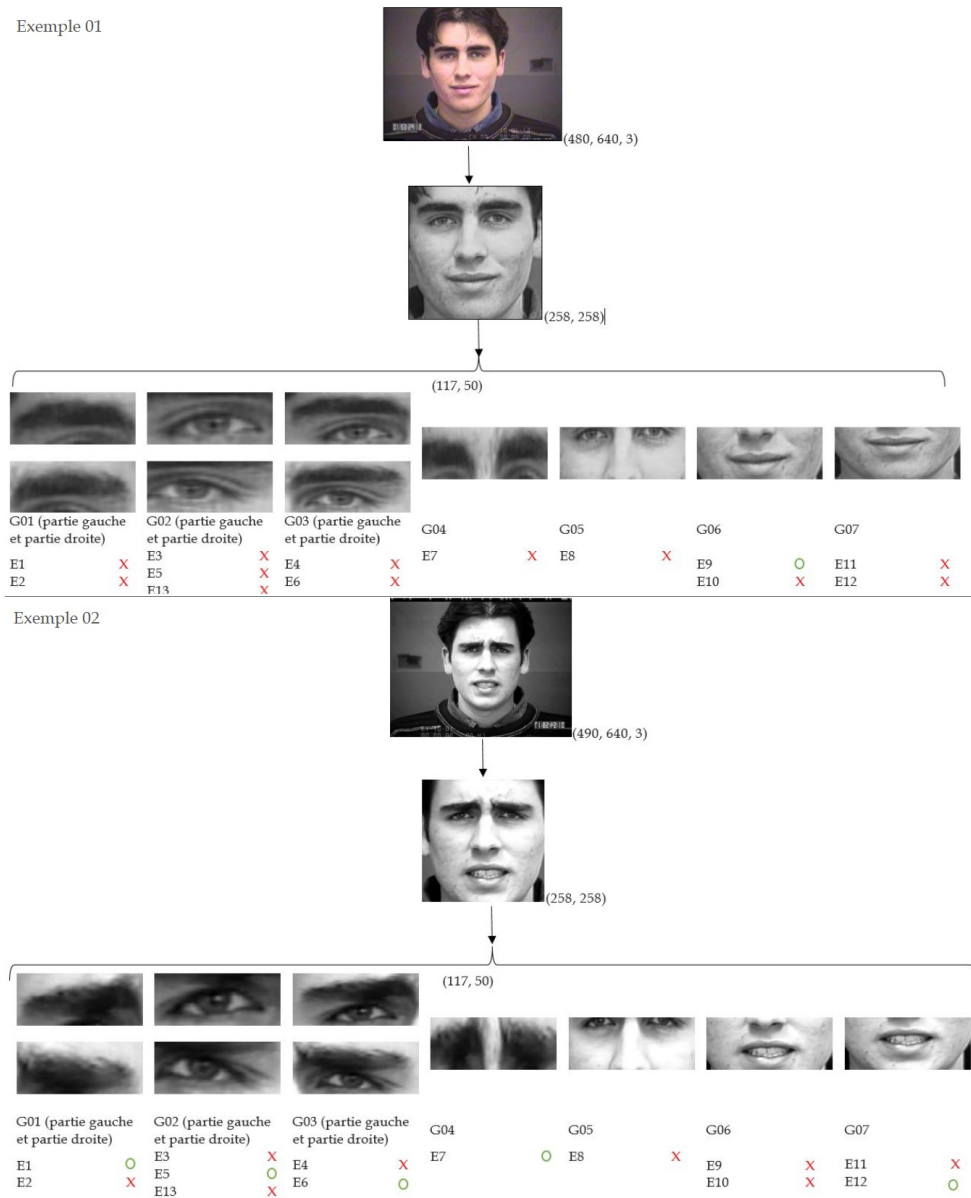 Exemple 01
(480, 640, 3)
(258, 258)
(117, 50)
G01 (partie gauche et partie droite)
E1 X
E2 X
G02 (partie gauche et partie droite)
E3 X
E5 X
E13 X
G03 (partie gauche et partie droite)
E4 X
E6 X
G04
E7 X
G05
E8 X
G06
E9 O
E10 X
G07
E11 X
E12 X
Exemple 02
(490, 640, 3)
(258, 258)
(117, 50)
G01 (partie gauche et partie droite)
E1 O
E2 X
G02 (partie gauche et partie droite)
E3 X
E5 O
E13 X
G03 (partie gauche et partie droite)
E4 X
E6 O
G04
E7 O
G05
E8 X
G06
E9 X
E10 X
G07
E11 X
E12 O